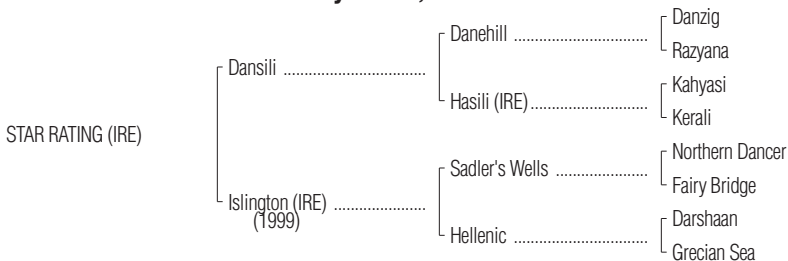 Danzig
Danehill ......................................
Razyana
Dansili .................................
Kahyasi
Hasili (IRE)..................................
Kerali
STAR RATING (IRE)
Northern Dancer
Sadler's Wells ..........................
Fairy Bridge
Islington (IRE) ..........................
(1999)
Darshaan
Hellenic ......................................
Grecian Sea